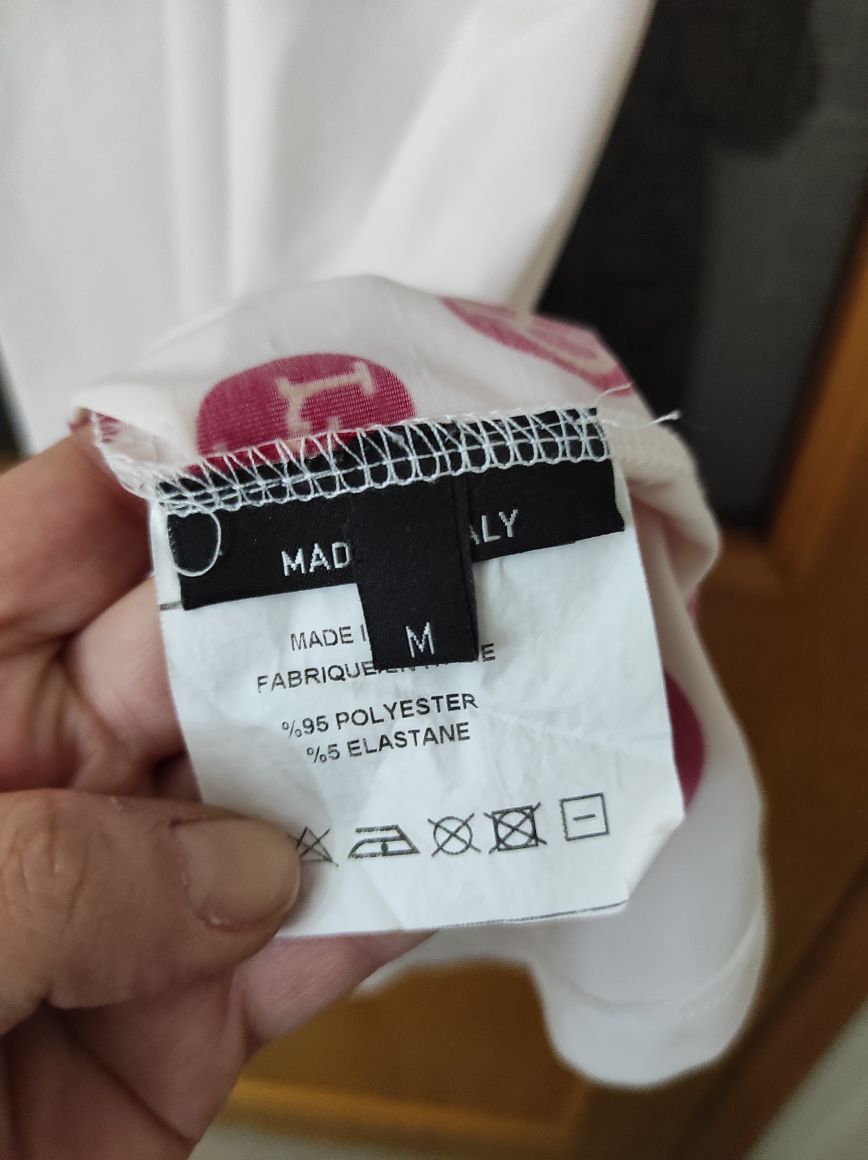 MAD ALY
M
MADE I
FABRIQUE E
%95 POLYESTER
%5 ELASTANE